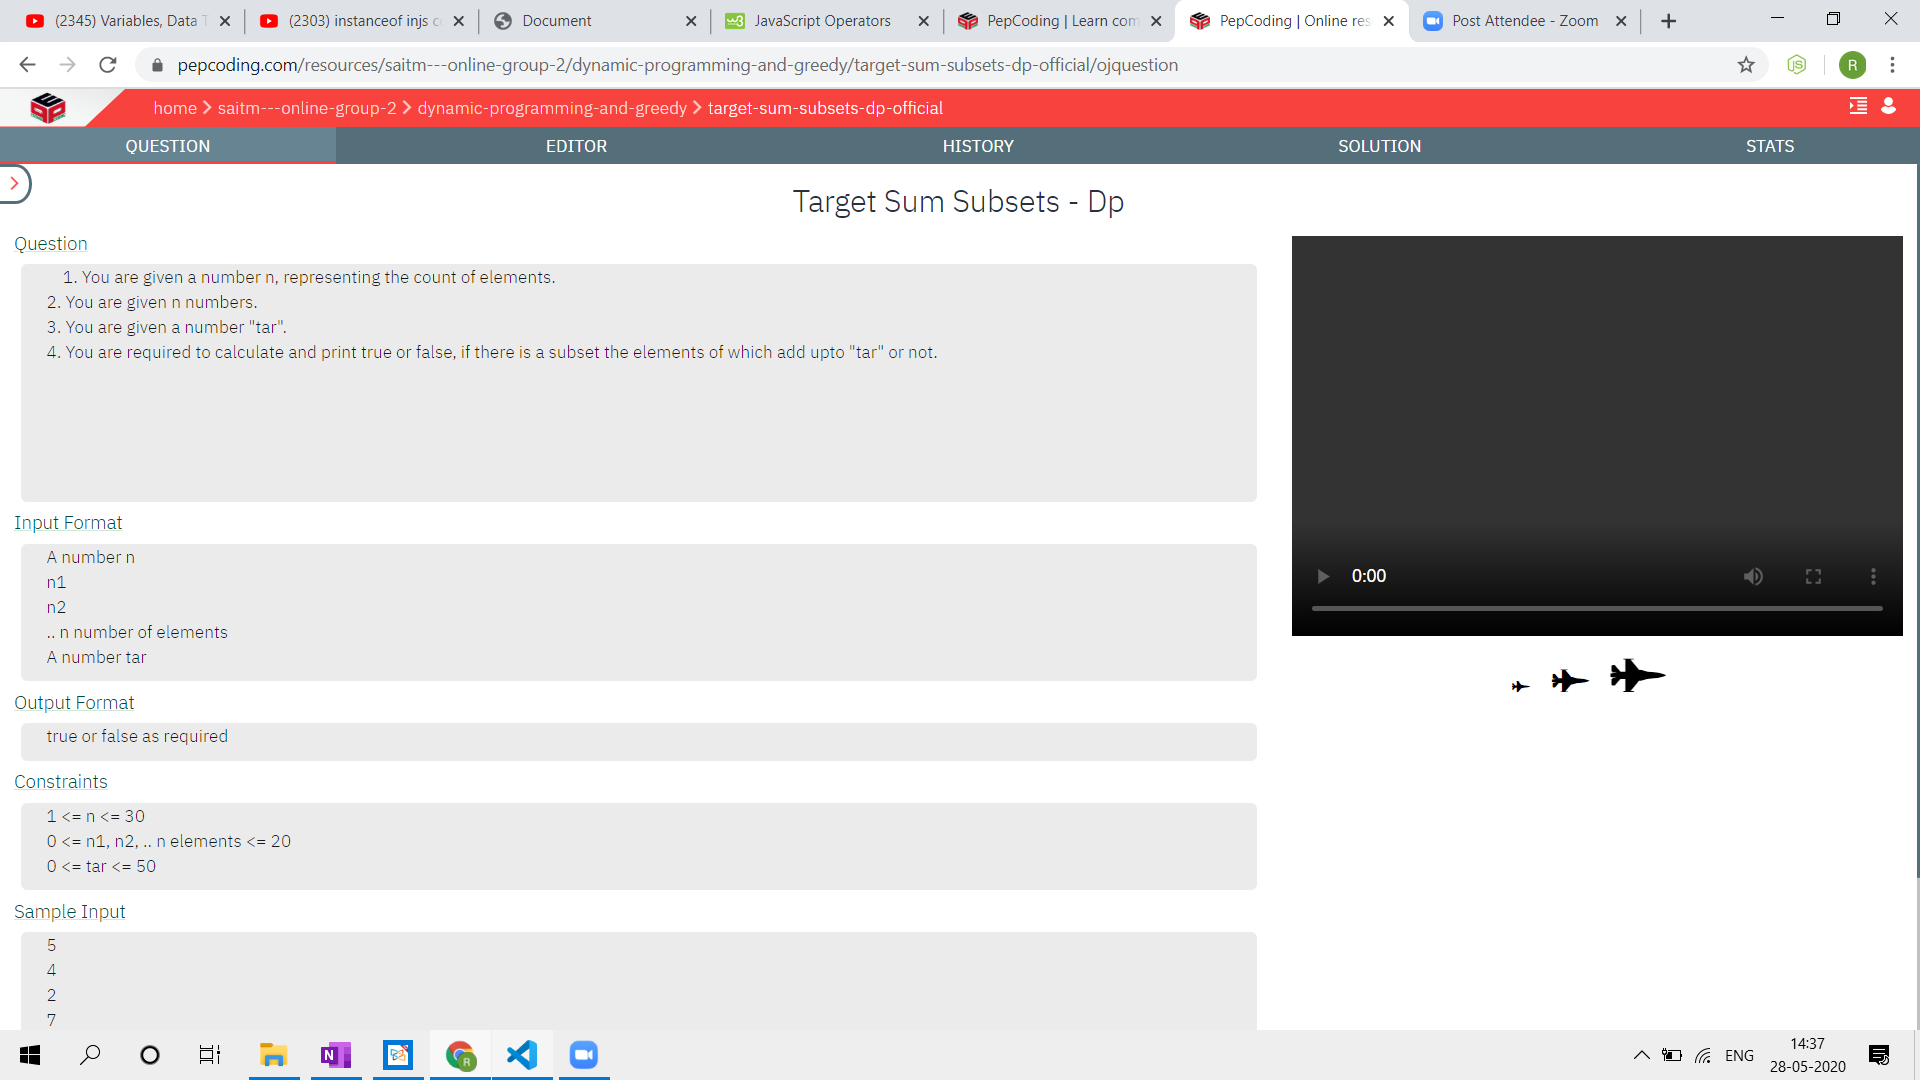 (2345) Variables, Data T
(2303) instanceof injs c
Document
JavaScript Operators
PepCoding | Learn com
PepCoding | Online res
Post Attendee - Zoom
pepcoding.com/resources/saitm---online-group-2/dynamic-programming-and-greedy/target-sum-subsets-dp-official/ojquestion
R
home > saitm---online-group-2 > dynamic-programming-and-greedy > target-sum-subsets-dp-official
QUESTION
EDITOR
HISTORY
SOLUTION
STATS
Target Sum Subsets - Dp
Question
1. You are given a number n, representing the count of elements.
2. You are given n numbers.
3. You are given a number "tar".
4. You are required to calculate and print true or false, if there is a subset the elements of which add upto "tar" or not.
0:00
Input Format
A number n
n1
n2
.. n number of elements
A number tar
Output Format
true or false as required
Constraints
1 <= n <= 30
0 <= n1, n2, .. n elements <= 20
0 <= tar <= 50
Sample Input
5
4
2
7
ENG
14:37
28-05-2020